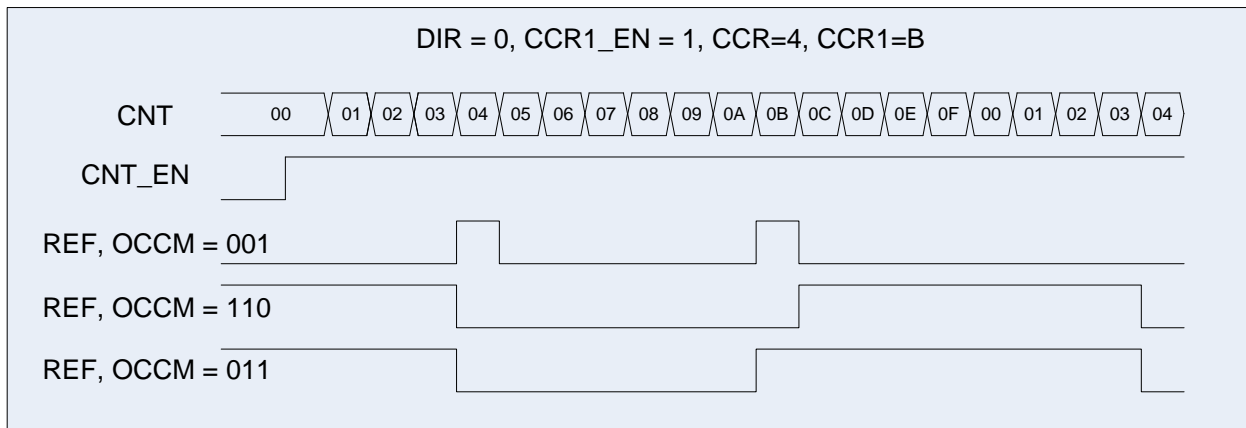 DIR = 0, CCR1_EN = 1, CCR=4, CCR1=B
CNT 00 01 02 03 04 05 06 07 08 09 0A 0B 0C 0D 0E 0F 00 01 02 03 04
CNT_EN
REF, OCCM = 001
REF, OCCM = 110
REF, OCCM = 011